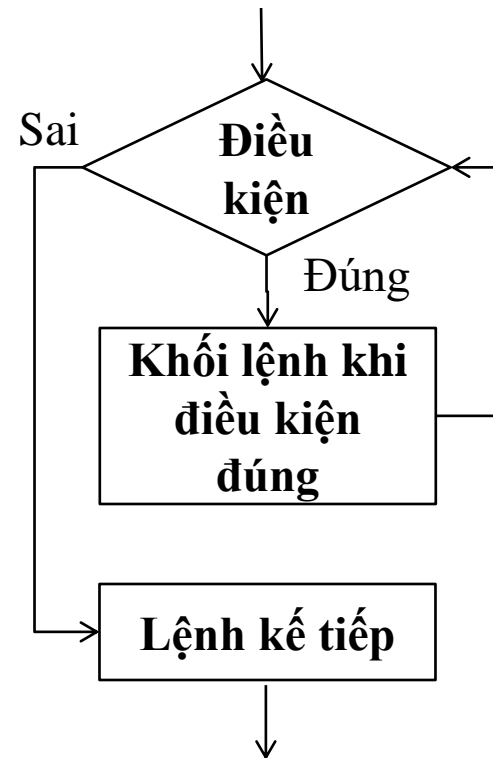 Sai
Điều
kiện
Đúng
Khối lệnh khi
điều kiện
đúng
Lệnh kế tiếp